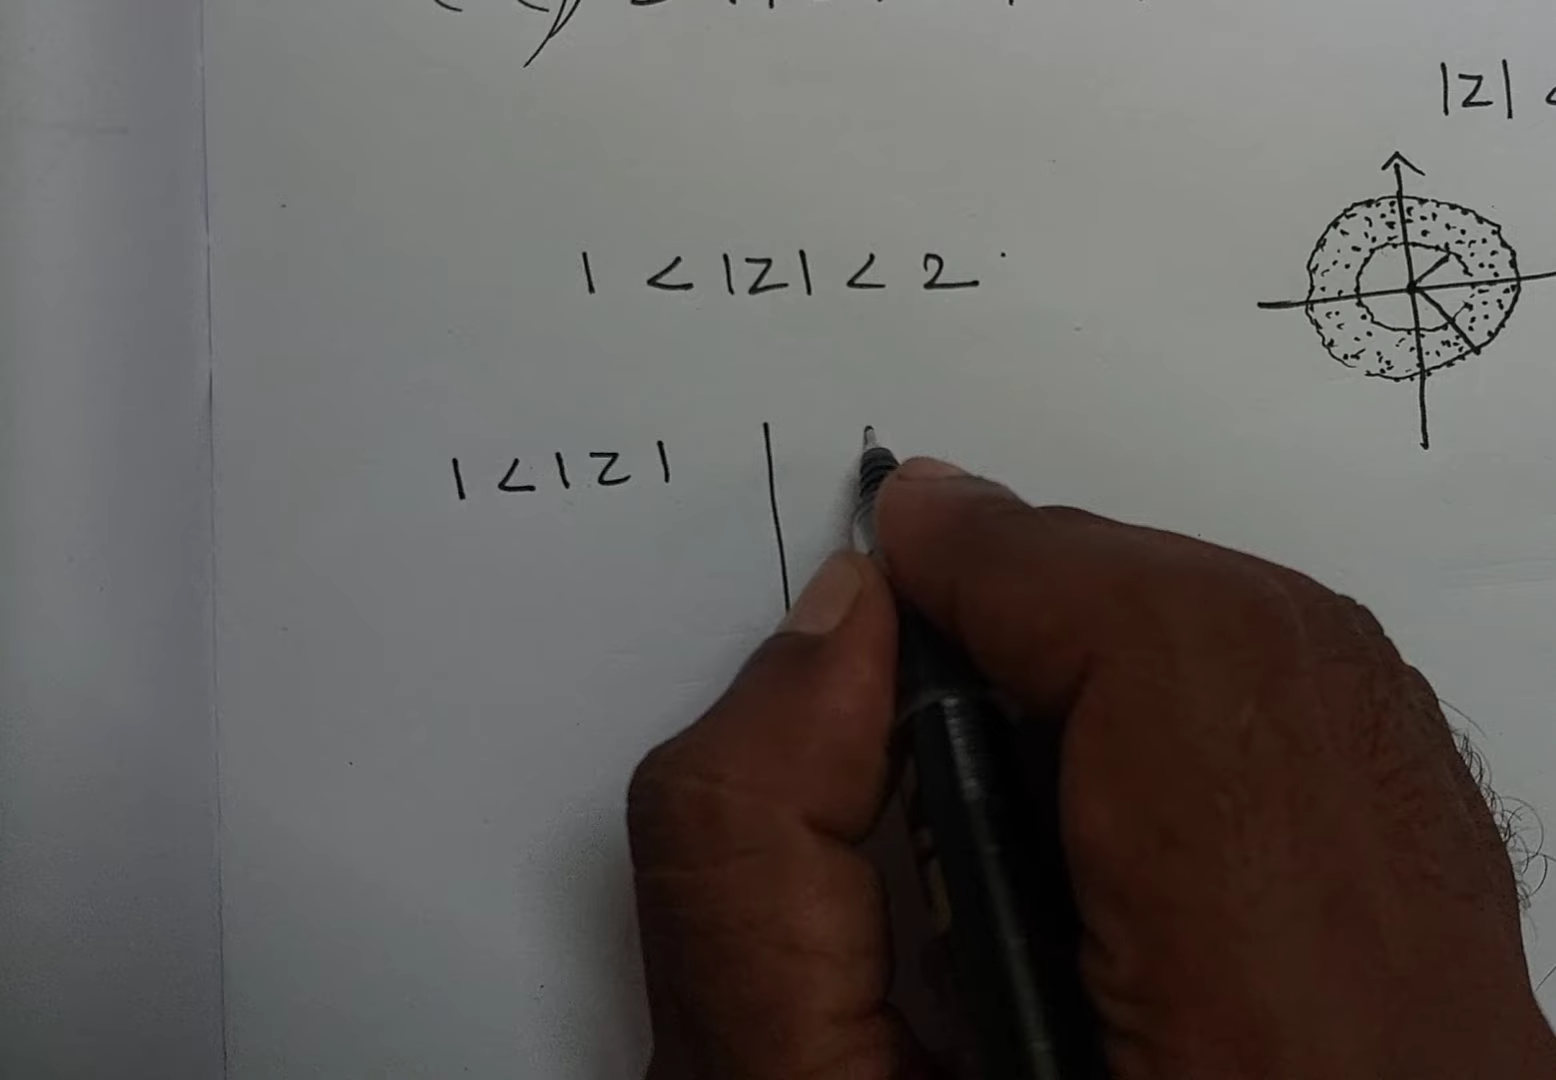 |z| <
1 < |z| < 2
1 < |z|